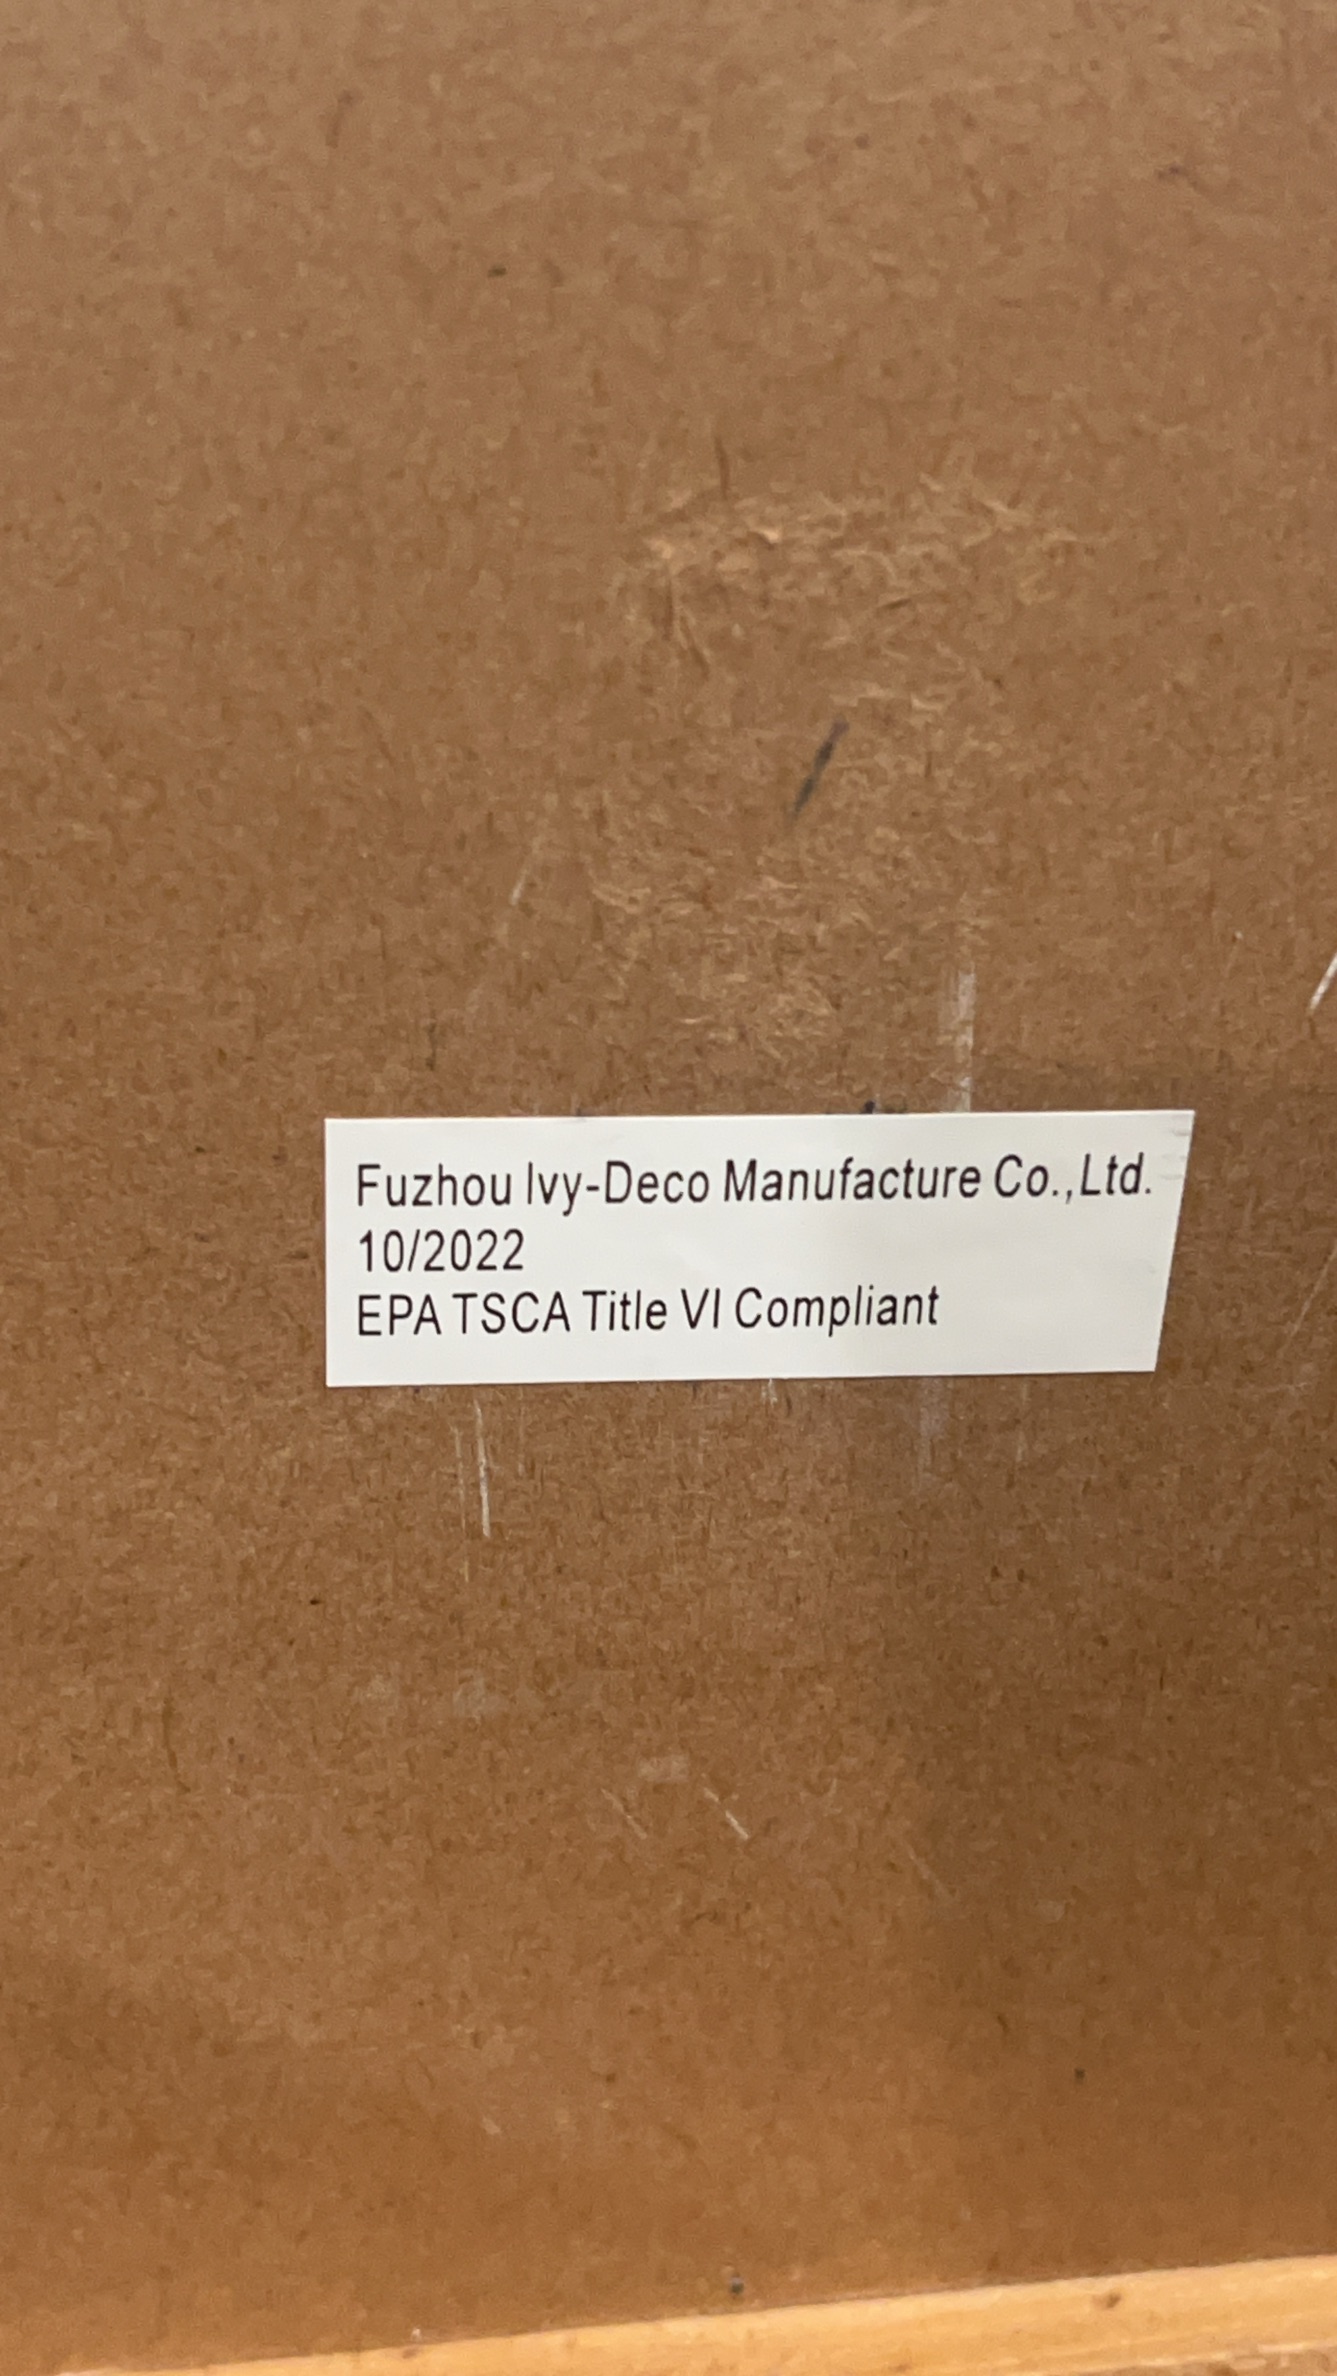 Fuzhou Ivy-Deco Manufacture Co.,Ltd.
10/2022
EPA TSCA Title VI Compliant